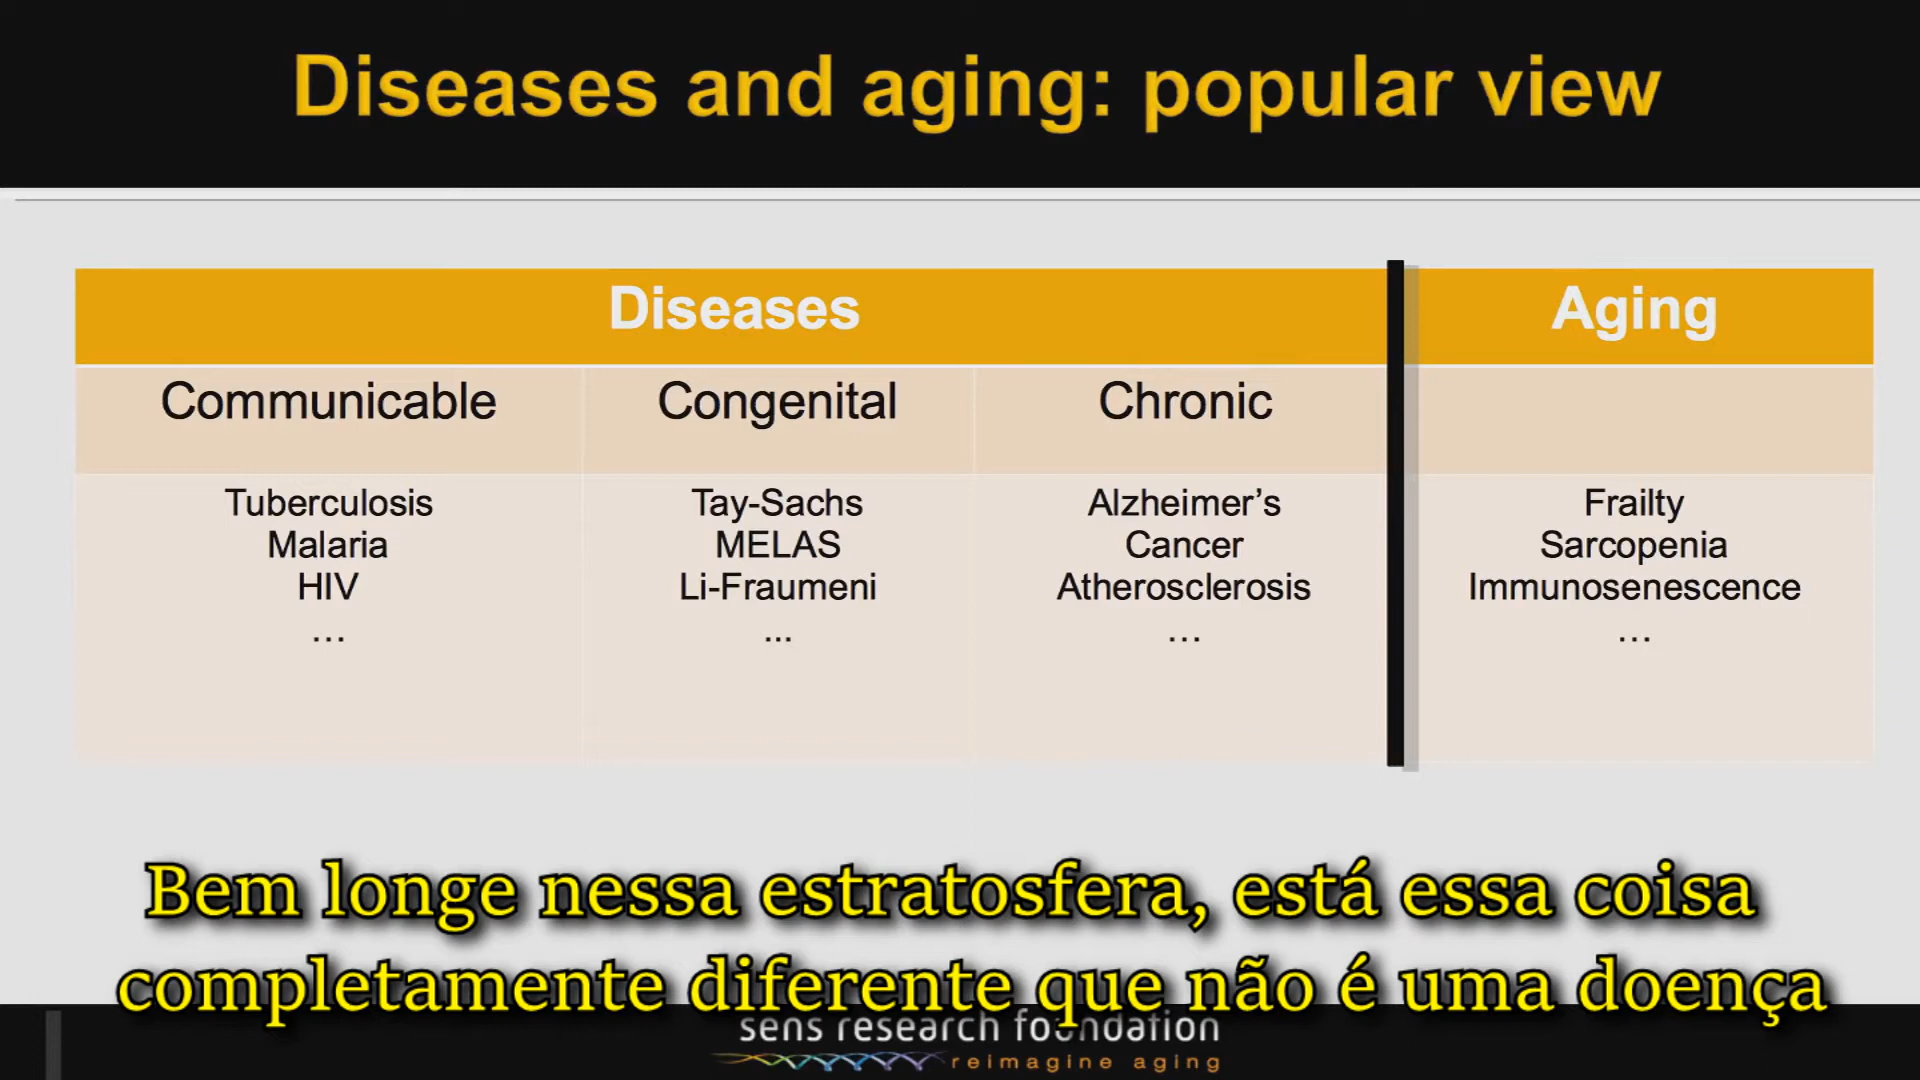 Diseases and aging: popular view
Diseases
Aging
Communicable
Congenital
Chronic
Tuberculosis
Malaria
HIV
…
Tay-Sachs
MELAS
Li-Fraumeni
...
Alzheimer’s
Cancer
Atherosclerosis
…
Frailty
Sarcopenia
Immunosenescence
…
Bem longe nessa estratosfera, está essa coisa
completamente diferente que não é uma doença
sens research foundation
reimagine aging